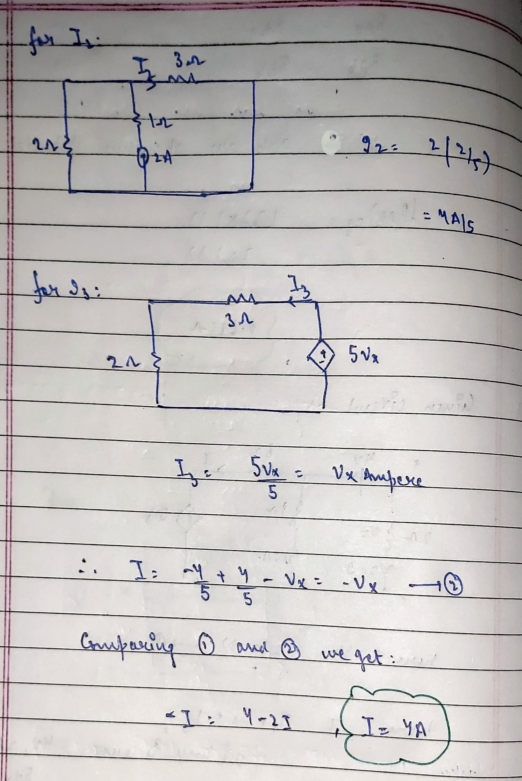 for I₂:
I₂ 3Ω
1Ω
2Ω
2A
I₂ = 2(2/5)
= 4A/5
for I₃:
I₃
3Ω
2Ω
5Vx
I₃ = 5Vx/5 = Vx Ampere
∴ I = -4/5 + 4/5 - Vx = -Vx → ②
Comparing ① and ② we get:
-I = 4-2I , I = 4A